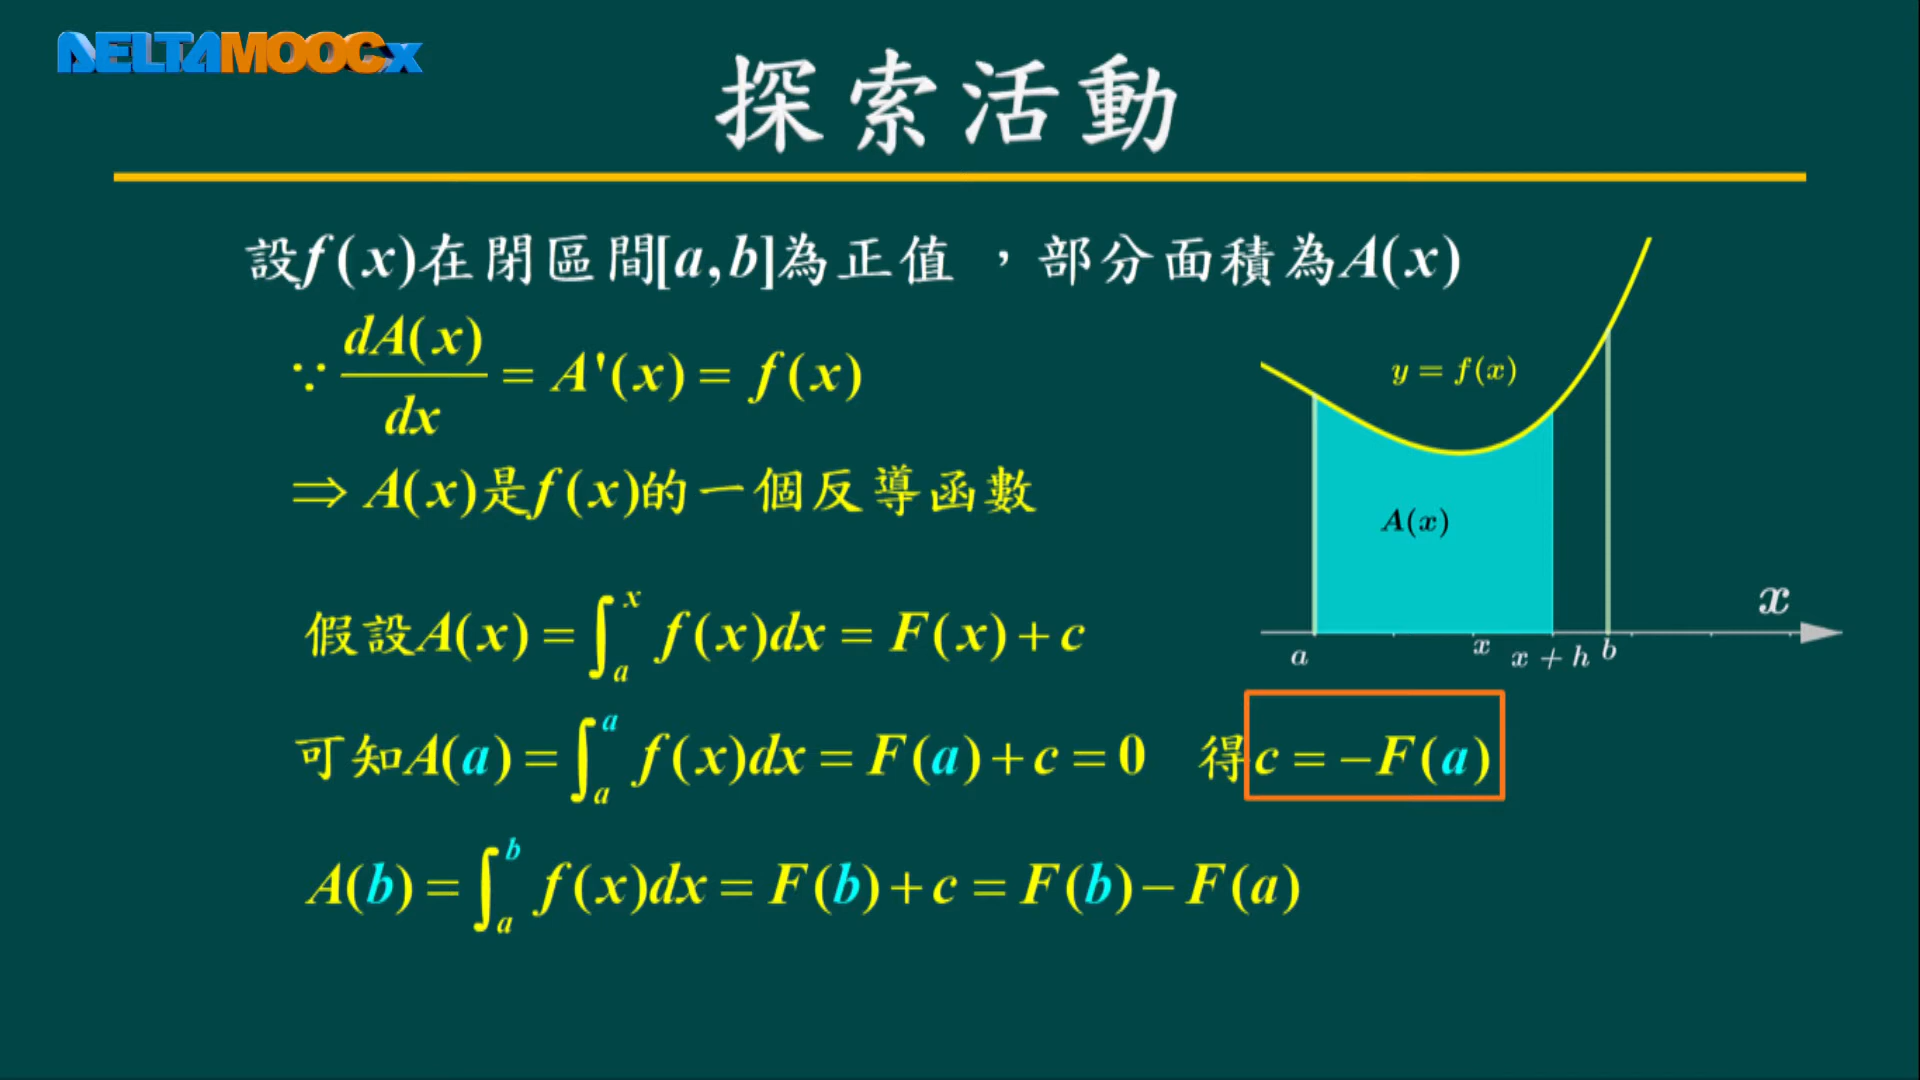 DELTAMOOCx
探索活動
設f(x)在閉區間[a,b]為正值，部分面積為A(x)
∵ dA(x)/dx = A'(x) = f(x)
⇒ A(x)是f(x)的一個反導函數
假設A(x) = ∫_a^x f(x)dx = F(x) + c
可知A(a) = ∫_a^a f(x)dx = F(a) + c = 0 得 c = −F(a)
A(b) = ∫_a^b f(x)dx = F(b) + c = F(b) − F(a)
y = f(x)
A(x)
x
a x x + h b